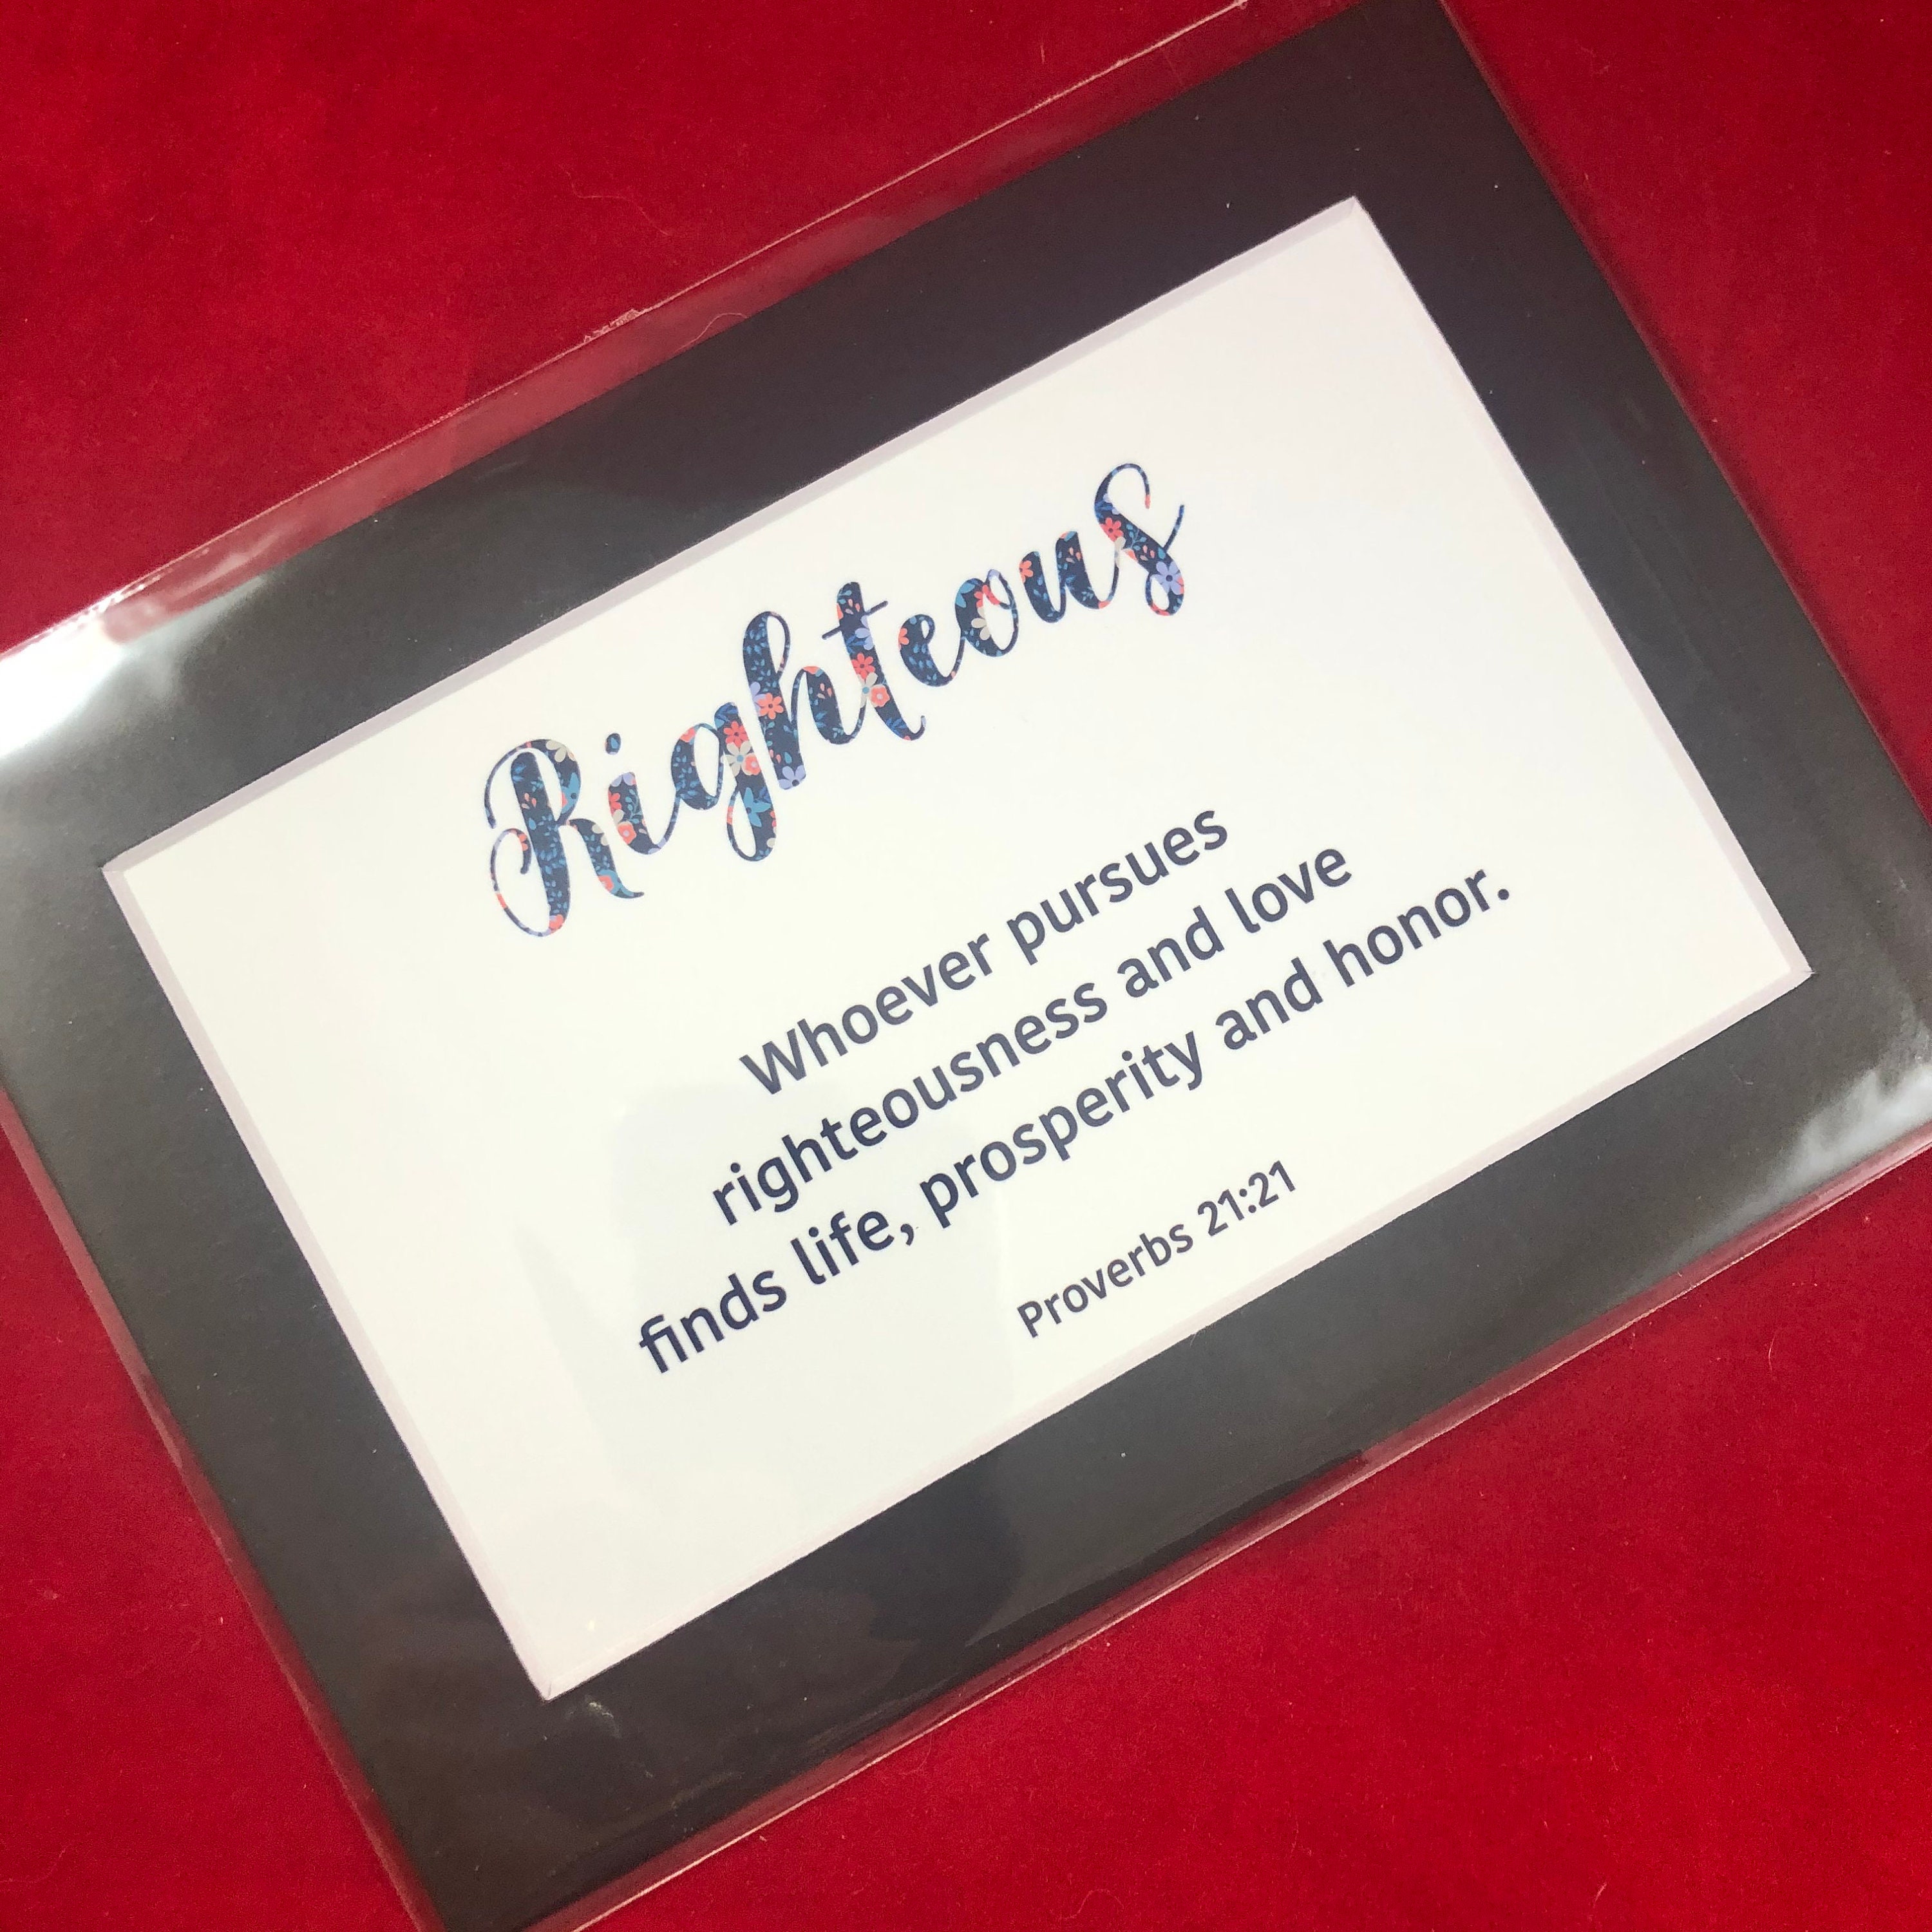 Righteous
Whoever pursues
righteousness and love
finds life, prosperity and honor.
Proverbs 21:21